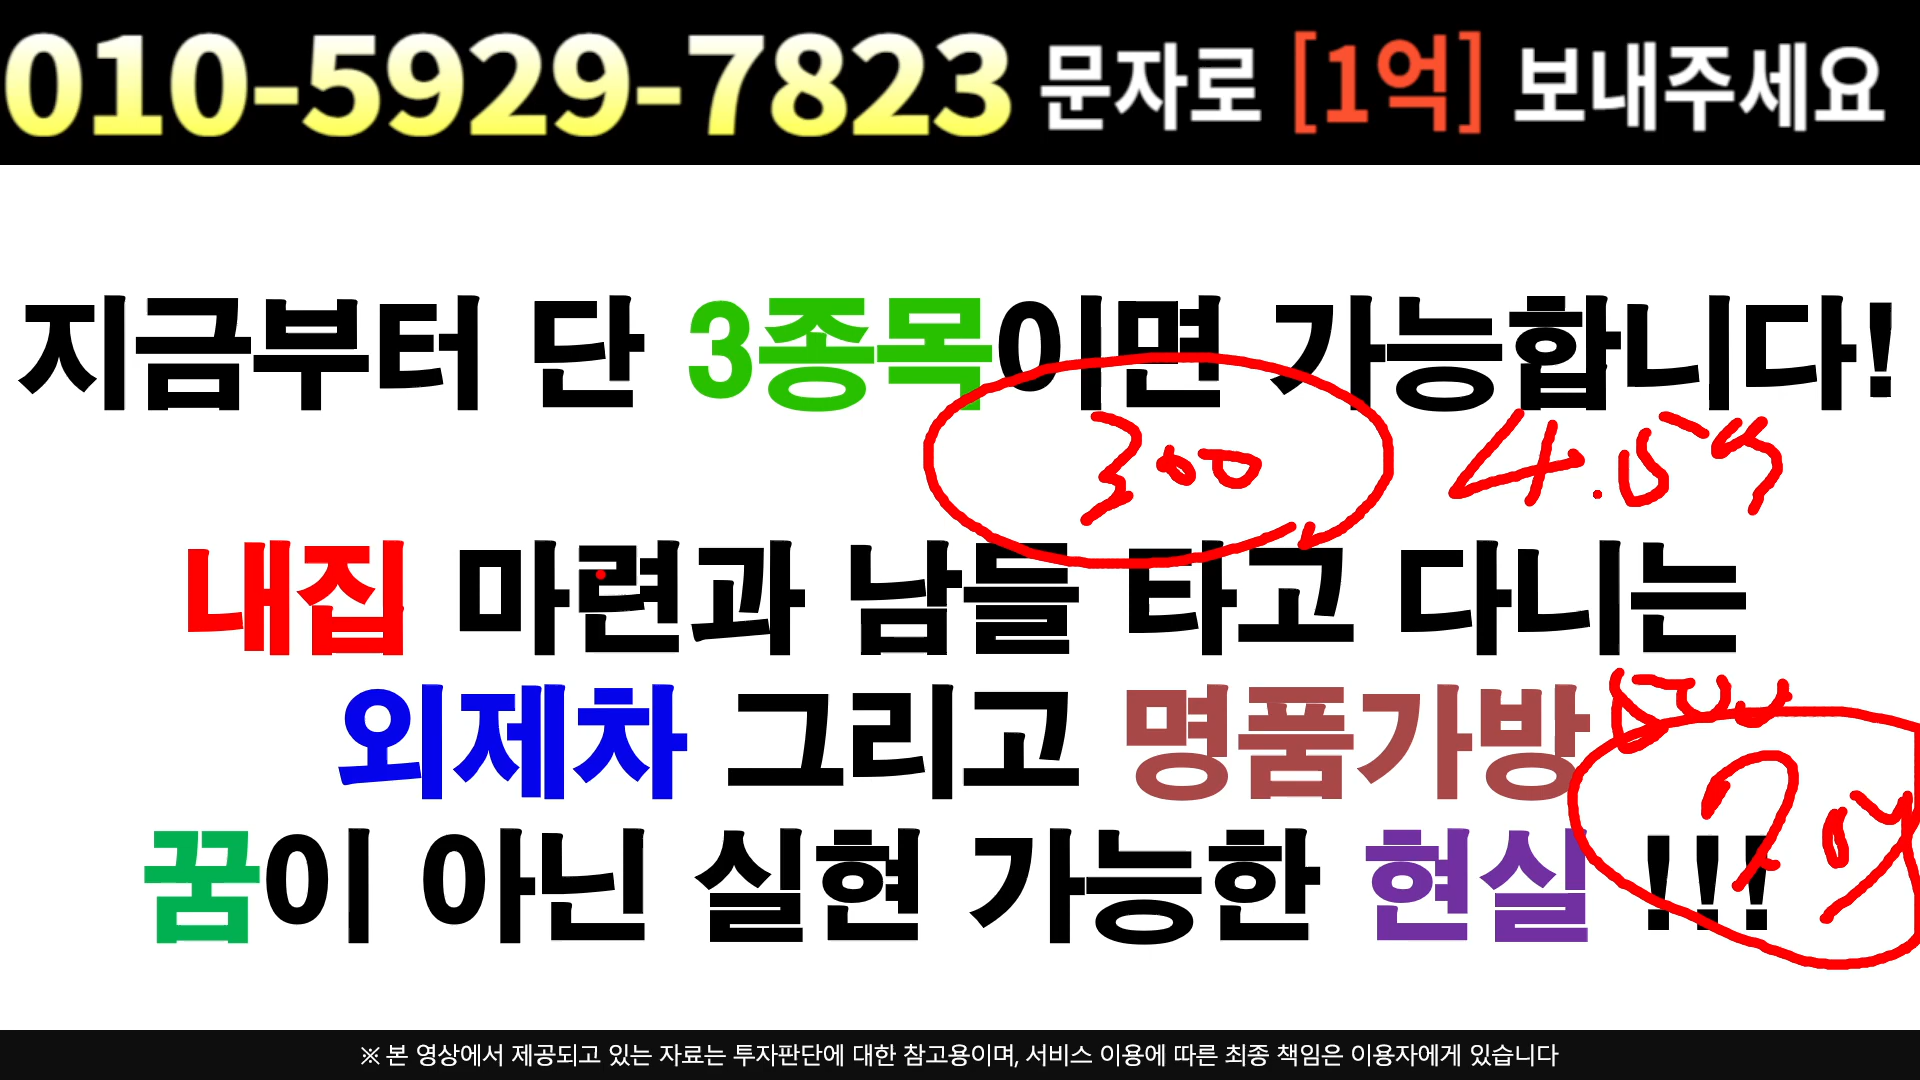 010-5929-7823 문자로 [1억] 보내주세요
지금부터 단 3종목이면 가능합니다!
300
4.5억
내집 마련과 남들 타고 다니는
500
외제차 그리고 명품가방
꿈이 아닌 실현 가능한 현실 !!!
※ 본 영상에서 제공되고 있는 자료는 투자판단에 대한 참고용이며, 서비스 이용에 따른 최종 책임은 이용자에게 있습니다